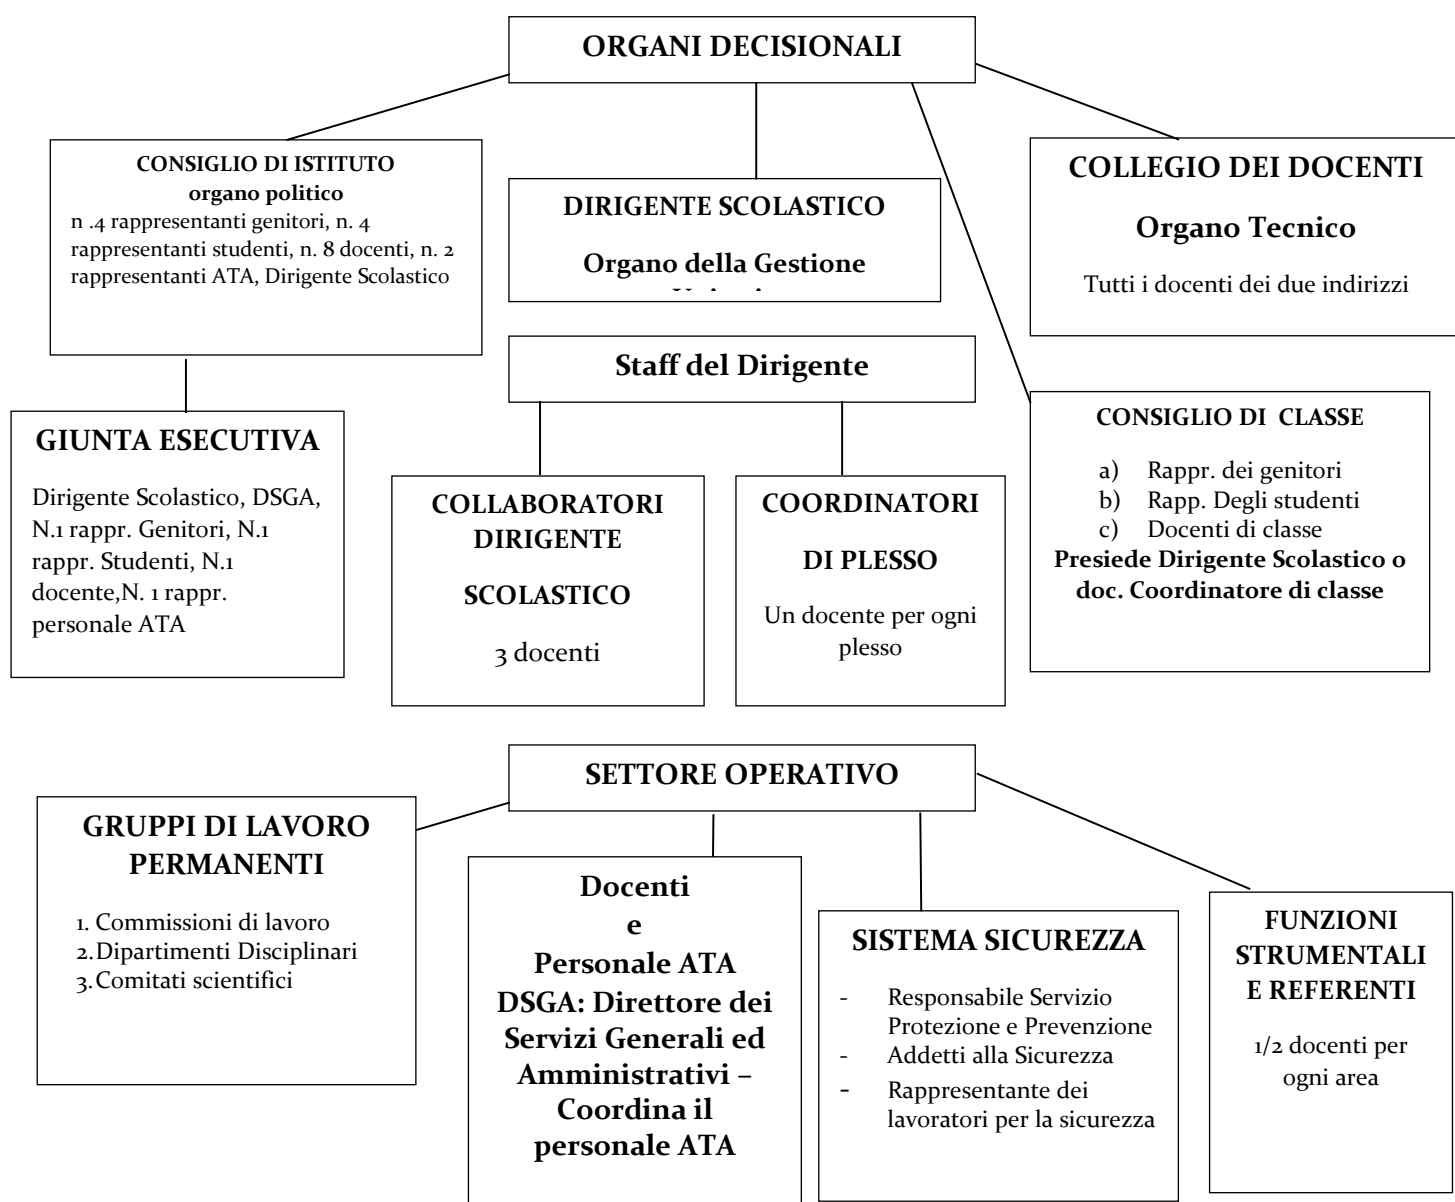 ORGANI DECISIONALI
CONSIGLIO DI ISTITUTO
organo politico
n .4 rappresentanti genitori, n. 4
rappresentanti studenti, n. 8 docenti, n. 2
rappresentanti ATA, Dirigente Scolastico
DIRIGENTE SCOLASTICO
Organo della Gestione
COLLEGIO DEI DOCENTI
Organo Tecnico
Tutti i docenti dei due indirizzi
Staff del Dirigente
GIUNTA ESECUTIVA
Dirigente Scolastico, DSGA,
N.1 rappr. Genitori, N.1
rappr. Studenti, N.1
docente,N. 1 rappr.
personale ATA
COLLABORATORI
DIRIGENTE
SCOLASTICO
3 docenti
COORDINATORI
DI PLESSO
Un docente per ogni
plesso
CONSIGLIO DI  CLASSE
a) Rappr. dei genitori
b) Rapp. Degli studenti
c) Docenti di classe
Presiede Dirigente Scolastico o
doc. Coordinatore di classe
SETTORE OPERATIVO
GRUPPI DI LAVORO
PERMANENTI
1. Commissioni di lavoro
2.Dipartimenti Disciplinari
3.Comitati scientifici
Docenti
e
Personale ATA
DSGA: Direttore dei
Servizi Generali ed
Amministrativi –
Coordina il
personale ATA
SISTEMA SICUREZZA
- Responsabile Servizio
Protezione e Prevenzione
- Addetti alla Sicurezza
- Rappresentante dei
lavoratori per la sicurezza
FUNZIONI
STRUMENTALI
E REFERENTI
1/2 docenti per
ogni area